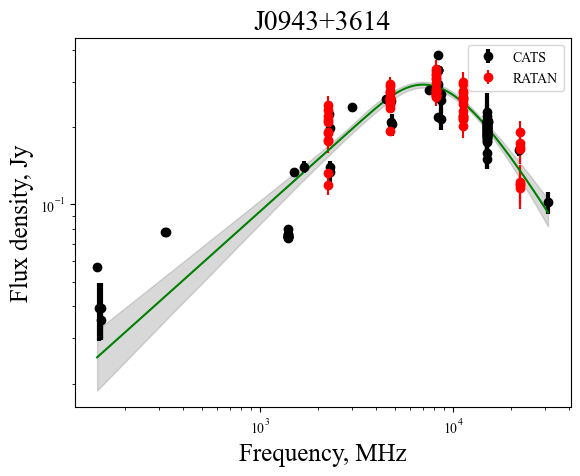 J0943+3614
CATS
RATAN
Flux density, Jy
10⁻¹
10³
10⁴
Frequency, MHz